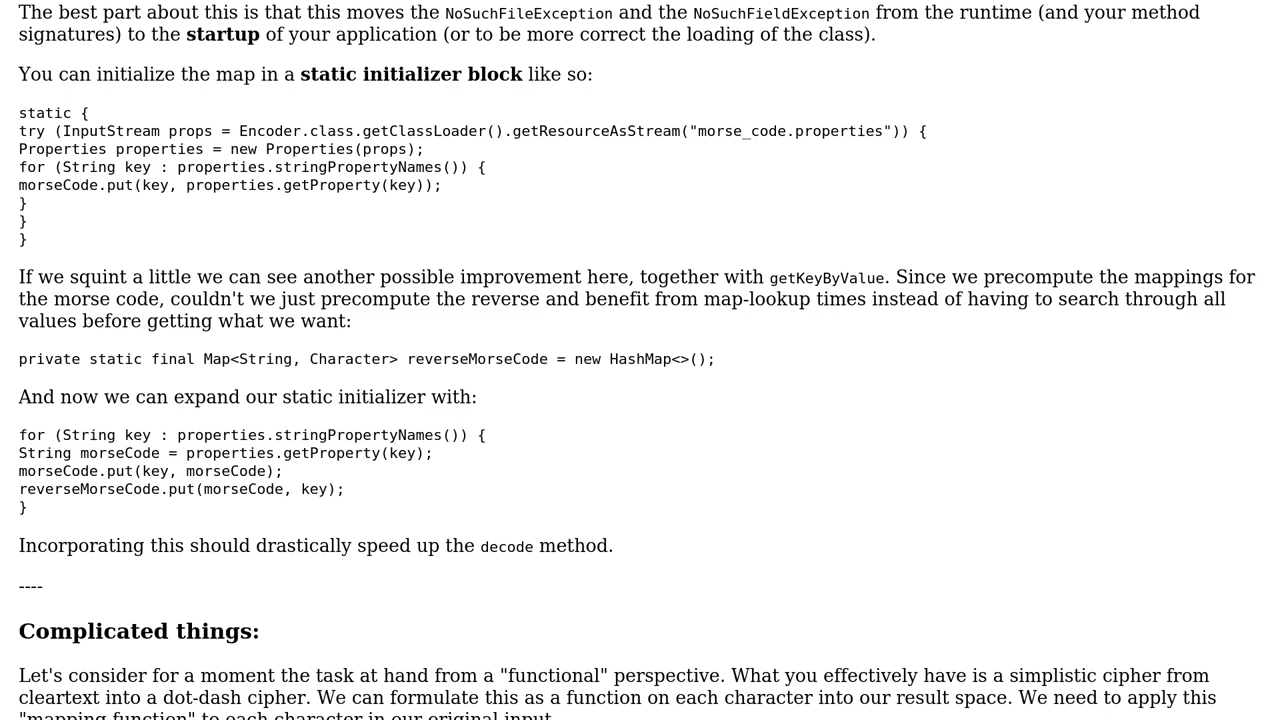 The best part about this is that this moves the NoSuchFileException and the NoSuchFieldException from the runtime (and your method
signatures) to the startup of your application (or to be more correct the loading of the class).
You can initialize the map in a static initializer block like so:
static {
try (InputStream props = Encoder.class.getClassLoader().getResourceAsStream("morse_code.properties")) {
Properties properties = new Properties(props);
for (String key : properties.stringPropertyNames()) {
morseCode.put(key, properties.getProperty(key));
}
}
}
If we squint a little we can see another possible improvement here, together with getKeyByValue. Since we precompute the mappings for
the morse code, couldn't we just precompute the reverse and benefit from map-lookup times instead of having to search through all
values before getting what we want:
private static final Map<String, Character> reverseMorseCode = new HashMap<>();
And now we can expand our static initializer with:
for (String key : properties.stringPropertyNames()) {
String morseCode = properties.getProperty(key);
morseCode.put(key, morseCode);
reverseMorseCode.put(morseCode, key);
}
Incorporating this should drastically speed up the decode method.
----
Complicated things:
Let's consider for a moment the task at hand from a "functional" perspective. What you effectively have is a simplistic cipher from
cleartext into a dot-dash cipher. We can formulate this as a function on each character into our result space. We need to apply this
"mapping function" to each character in our original input.